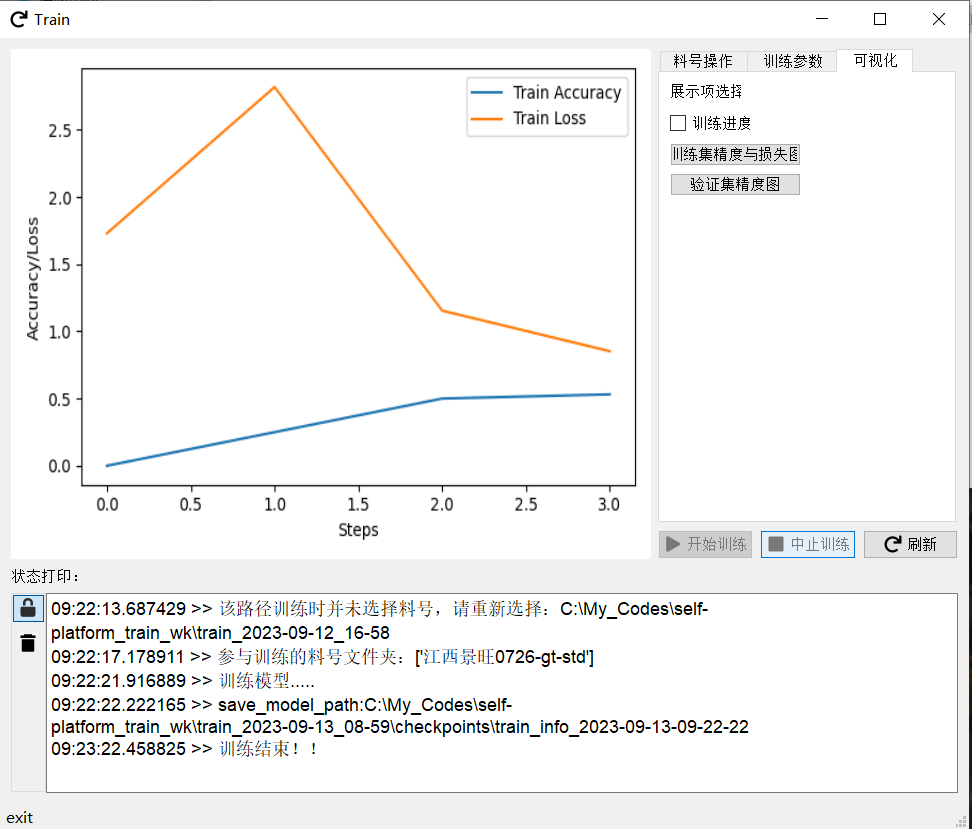 Train
料号操作 训练参数 可视化
展示项选择
训练进度
训练集精度与损失图
验证集精度图
Train Accuracy
Train Loss
Accuracy/Loss
2.5
2.0
1.5
1.0
0.5
0.0
0.0 0.5 1.0 1.5 2.0 2.5 3.0
Steps
开始训练 中止训练 刷新
状态打印：
09:22:13.687429 >> 该路径训练时并未选择料号，请重新选择：C:\My_Codes\self-
platform_train_wk\train_2023-09-12_16-58
09:22:17.178911 >> 参与训练的料号文件夹：['江西景旺0726-gt-std']
09:22:21.916889 >> 训练模型.....
09:22:22.222165 >> save_model_path:C:\My_Codes\self-
platform_train_wk\train_2023-09-13_08-59\checkpoints\train_info_2023-09-13-09-22-22
09:23:22.458825 >> 训练结束！！
exit